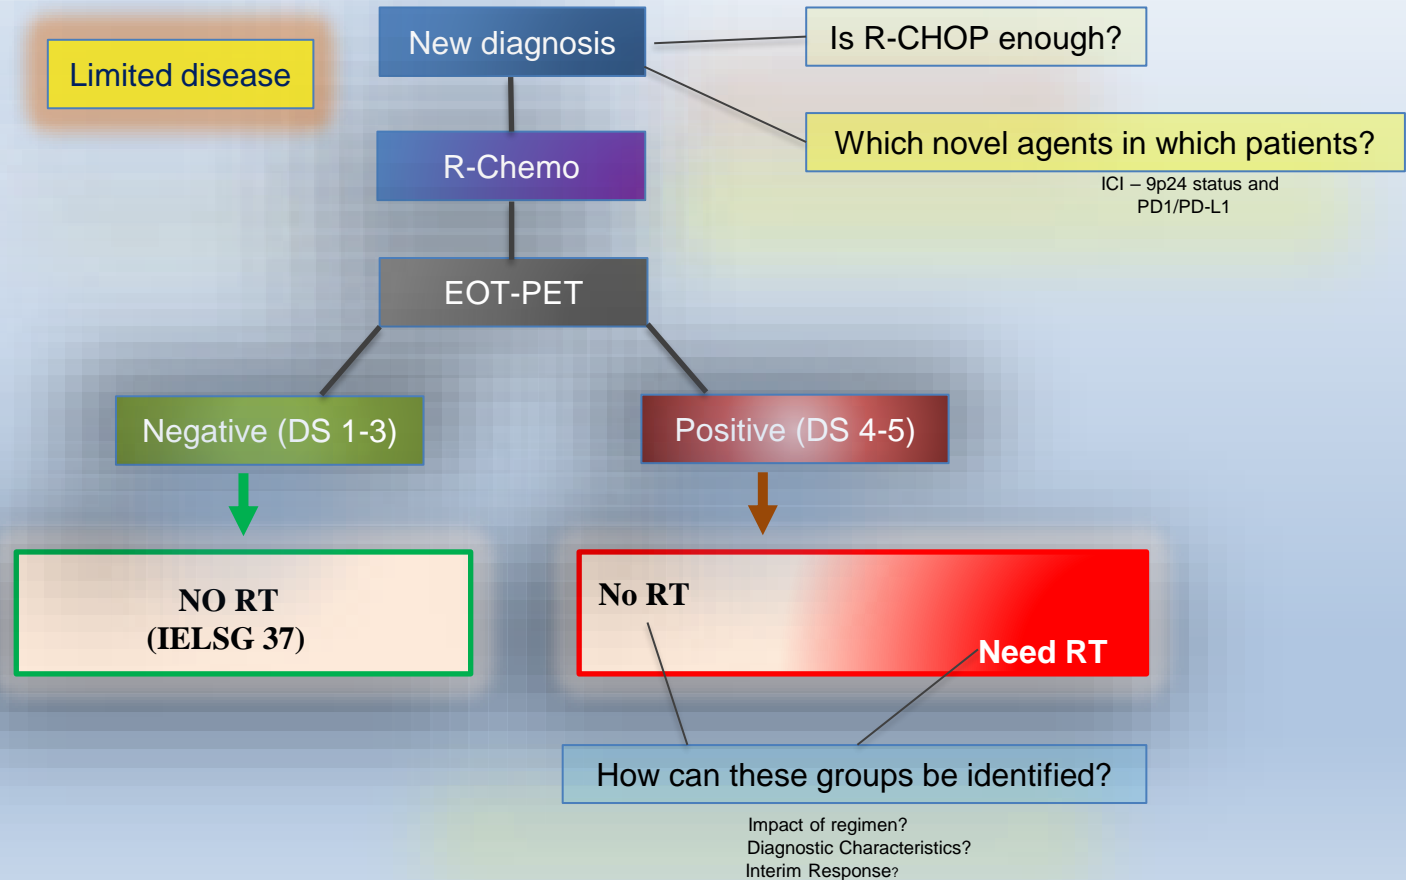 Limited disease
New diagnosis
Is R-CHOP enough?
Which novel agents in which patients?
ICI – 9p24 status and
PD1/PD-L1
R-Chemo
EOT-PET
Negative (DS 1-3)
Positive (DS 4-5)
NO RT
(IELSG 37)
No RT
Need RT
How can these groups be identified?
Impact of regimen?
Diagnostic Characteristics?
Interim Response?